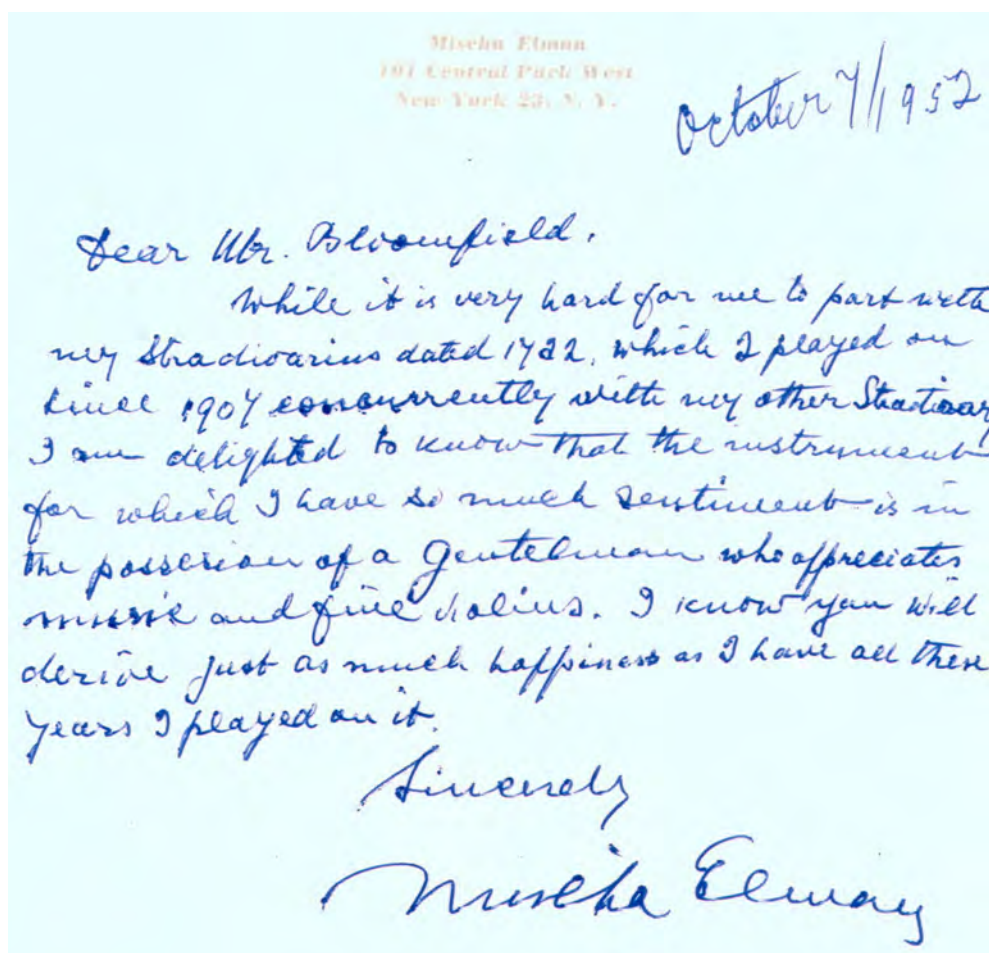 Mischa Elman
101 Central Park West
New York 23, N. Y.
October 7/1952
Dear Mr. Bloomfield.
While it is very hard for me to part with
my Stradivarius dated 1722, which I played on
since 1907 concurrently with my other Stradivary
I am delighted to know that the instrument
for which I have so much sentiment is in
the possesion of a Gentelman who appreciates
music and fine violins. I know you will
derive just as much happiness as I have all these
years I played on it.
Sincerely
Mischa Elman